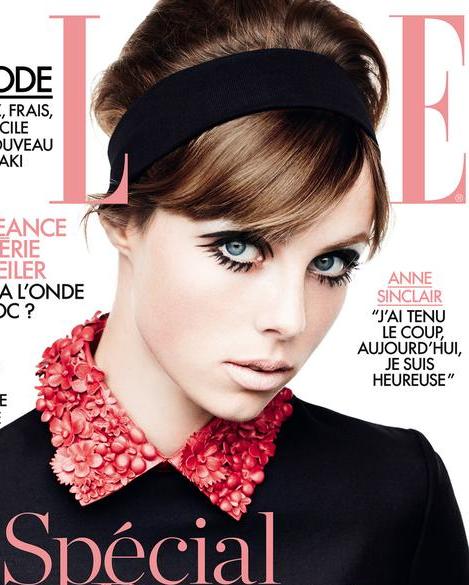 LE
®
ODE
FRAIS,
CILE
OUVEAU
AKI
EANCE
ÉRIE
EILER
A L'ONDE
OC ?
E
E
ANNE
SINCLAIR
“J'AI TENU
LE COUP,
AUJOURD'HUI,
JE SUIS
HEUREUSE”
Spécial